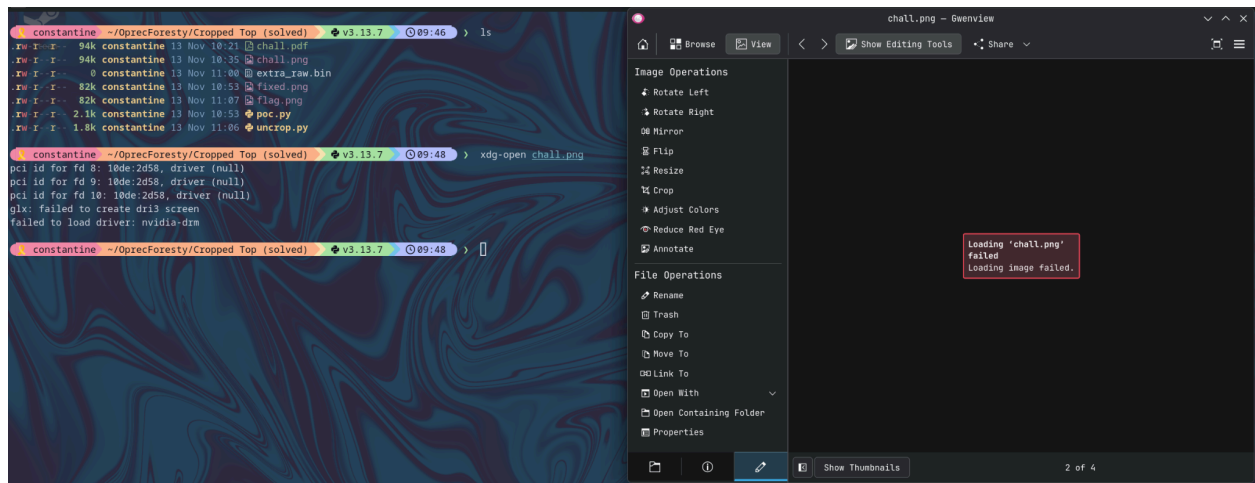 constantine ~/OprecForesty/Cropped Top (solved) v3.13.7 09:46 > ls
.rw-r--r-- 94k constantine 13 Nov 10:21 chall.pdf
.rw-r--r-- 94k constantine 13 Nov 10:35 chall.png
.rw-r--r-- 0 constantine 13 Nov 11:00 extra_raw.bin
.rw-r--r-- 82k constantine 13 Nov 10:53 fixed.png
.rw-r--r-- 82k constantine 13 Nov 11:07 flag.png
.rw-r--r-- 2.1k constantine 13 Nov 10:53 poc.py
.rw-r--r-- 1.8k constantine 13 Nov 11:06 uncrop.py
constantine ~/OprecForesty/Cropped Top (solved) v3.13.7 09:48 > xdg-open chall.png
pci id for fd 8: 10de:2d58, driver (null)
pci id for fd 9: 10de:2d58, driver (null)
pci id for fd 10: 10de:2d58, driver (null)
glx: failed to create dri3 screen
failed to load driver: nvidia-drm
constantine ~/OprecForesty/Cropped Top (solved) v3.13.7 09:48 >
chall.png — Gwenview
Browse View < > Show Editing Tools Share
Image Operations
Rotate Left
Rotate Right
Mirror
Flip
Resize
Crop
Adjust Colors
Reduce Red Eye
Annotate
File Operations
Rename
Trash
Copy To
Move To
Link To
Open With
Open Containing Folder
Properties
Loading ‘chall.png’
failed
Loading image failed.
Show Thumbnails
2 of 4